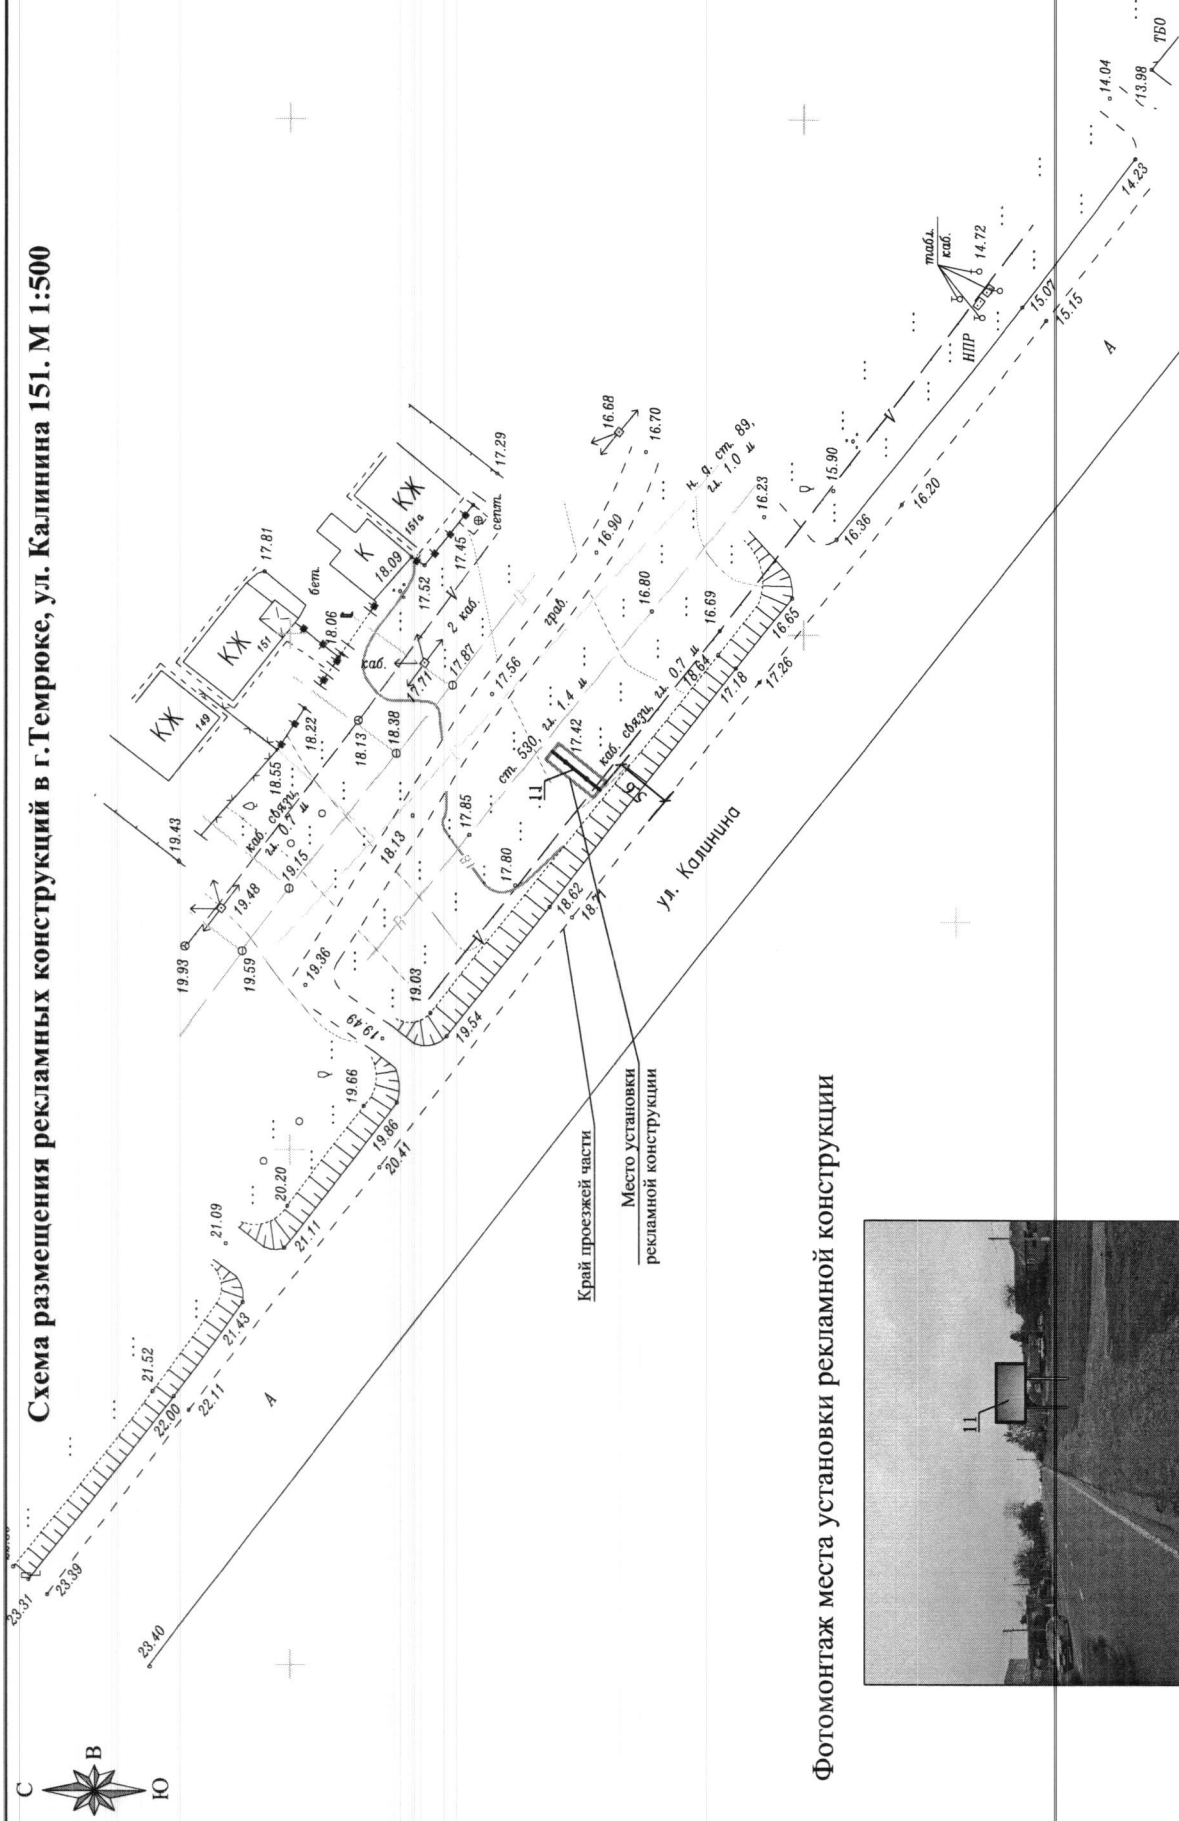 Схема размещения рекламных конструкций в г.Темрюке, ул. Калинина 151. М 1:500
С
В
Ю
23.31
23.39
23.40
22.00
22.11
21.52
21.43
21.09
21.11
20.20
20.41
19.86
19.66
19.49
19.54
19.03
19.36
19.93
19.59
19.48
19.43
19.15
каб. связи,
гл. 0.7 м
18.55
18.22
КЖ
149
КЖ
151
17.81
бет.
18.06
К
КЖ
151а
18.09
каб.
18.13
18.38
17.71
17.87
2 каб.
17.52
17.45
септ.
17.29
V
18.13
17.85
17.80
17.56
ст. 530, гл. 1.4 м
граб.
16.90
16.80
16.68
16.70
н. д. ст. 89,
гл. 1.0 м
16.23
15.90
11
17.42
каб. связи, гл. 0.7 м
16.69
18.64
17.18
17.26
16.65
16.36
16.20
18.62
18.71
5.6
V
V
А
ул. Калинина
А
табл.
каб.
14.72
НПР
15.07
15.15
14.23
14.04
13.98
ТБО
Край проезжей части
Место установки
рекламной конструкции
Фотомонтаж места установки рекламной конструкции
11